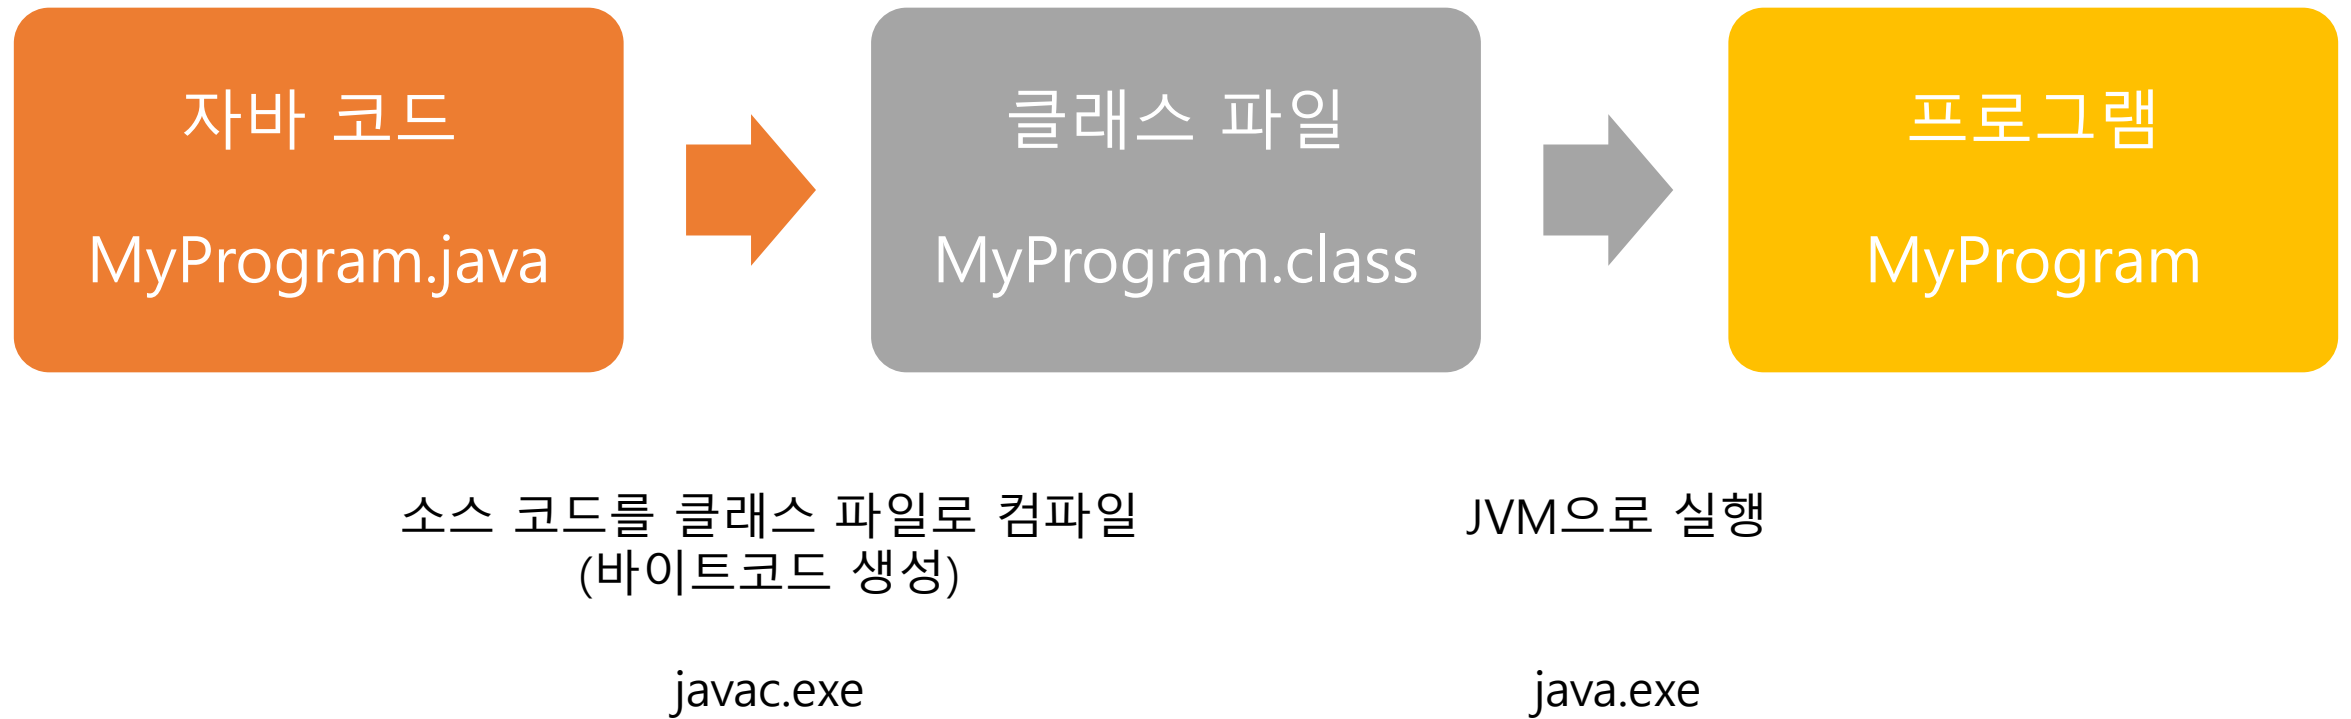 자바 코드
MyProgram.java
클래스 파일
MyProgram.class
프로그램
MyProgram
소스 코드를 클래스 파일로 컴파일
(바이트코드 생성)
javac.exe
JVM으로 실행
java.exe